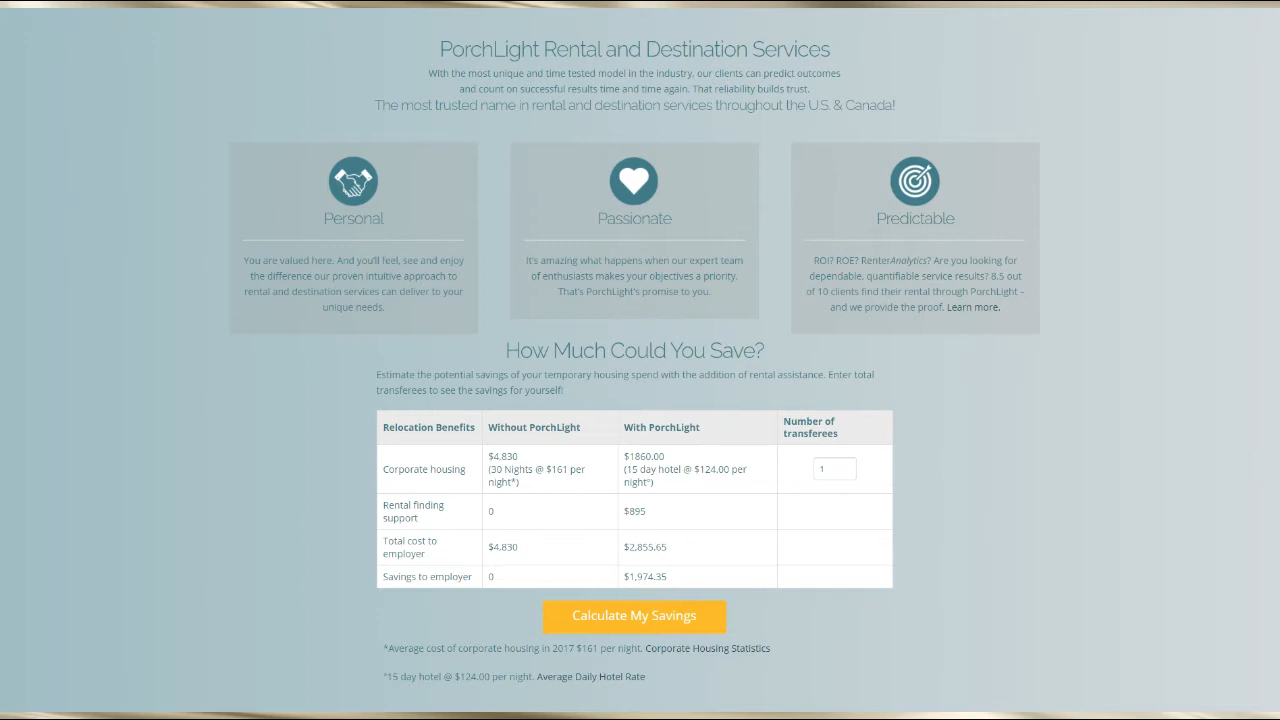 PorchLight Rental and Destination Services
With the most unique and time tested model in the industry, our clients can predict outcomes
and count on successful results time and time again. That reliability builds trust.
The most trusted name in rental and destination services throughout the U.S. & Canada!
Personal
You are valued here. And you'll feel, see and enjoy
the difference our proven intuitive approach to
rental and destination services can deliver to your
unique needs.
Passionate
It's amazing what happens when our expert team
of enthusiasts makes your objectives a priority.
That's PorchLight's promise to you.
Predictable
ROI? ROE? RenterAnalytics? Are you looking for
dependable, quantifiable service results? 8.5 out
of 10 clients find their rental through PorchLight –
and we provide the proof. Learn more.
How Much Could You Save?
Estimate the potential savings of your temporary housing spend with the addition of rental assistance. Enter total
transferees to see the savings for yourself!
Relocation Benefits Without PorchLight With PorchLight Number of
transferees
Corporate housing
$4,830
(30 Nights @ $161 per
night*)
$1860.00
(15 day hotel @ $124.00 per
night°)
1
Rental finding
support
0
$895
Total cost to
employer
$4,830
$2,855.65
Savings to employer 0 $1,974.35
Calculate My Savings
*Average cost of corporate housing in 2017 $161 per night. Corporate Housing Statistics
°15 day hotel @ $124.00 per night. Average Daily Hotel Rate